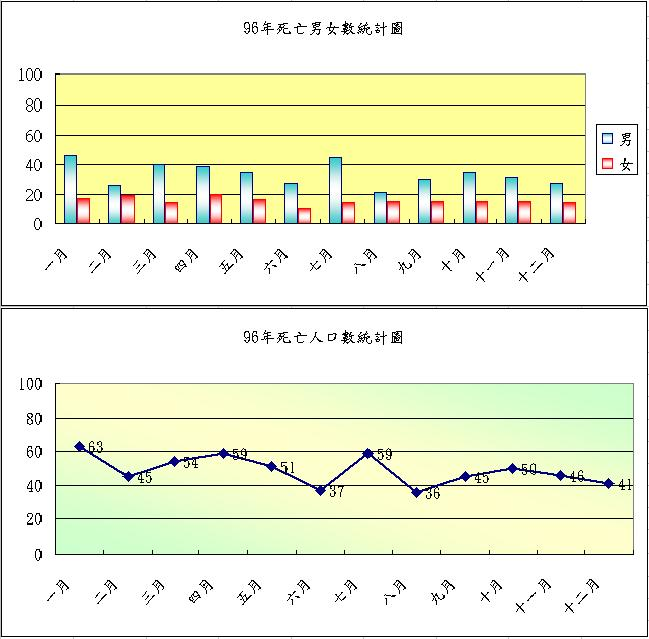 96年死亡男女數統計圖
100
80
60
40
20
0
男
女
一月 二月 三月 四月 五月 六月 七月 八月 九月 十月 十一月 十二月
96年死亡人口數統計圖
100
80
60
40
20
0
63 45 54 59 51 37 59 36 45 50 46 41
一月 二月 三月 四月 五月 六月 七月 八月 九月 十月 十一月 十二月